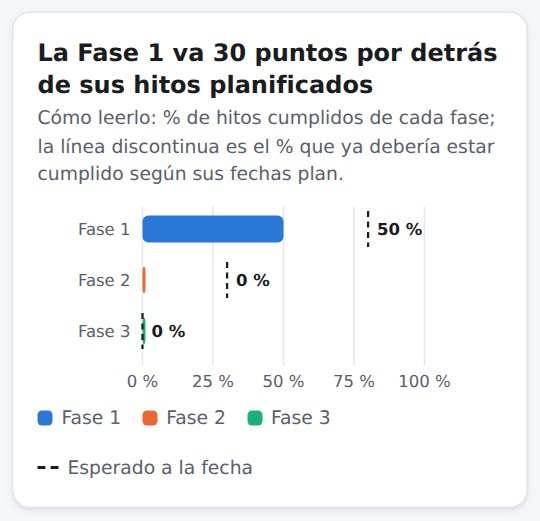 La Fase 1 va 30 puntos por detrás
de sus hitos planificados
Cómo leerlo: % de hitos cumplidos de cada fase;
la línea discontinua es el % que ya debería estar
cumplido según sus fechas plan.
Fase 1 50 %
Fase 2 0 %
Fase 3 0 %
0 % 25 % 50 % 75 % 100 %
Fase 1 Fase 2 Fase 3
Esperado a la fecha